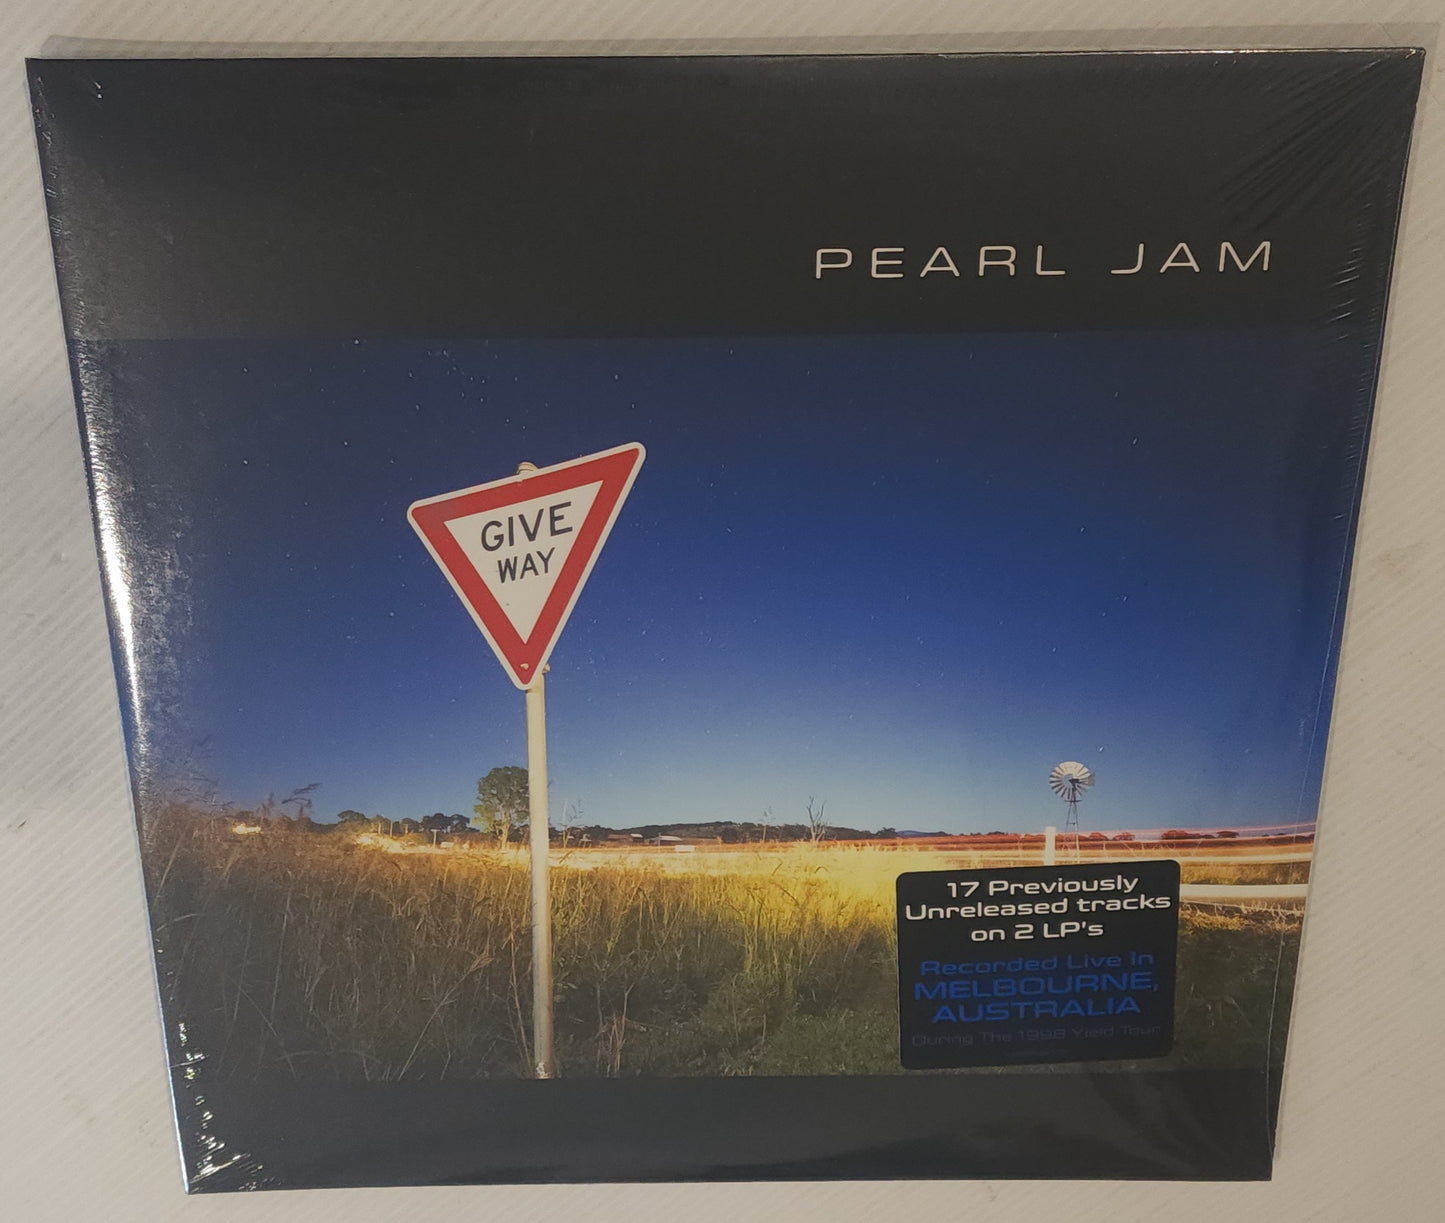 PEARL JAM
GIVE
WAY
17 Previously
Unreleased tracks
on 2 LP's
Recorded Live In
MELBOURNE,
AUSTRALIA
During The 1998 Yield Tour